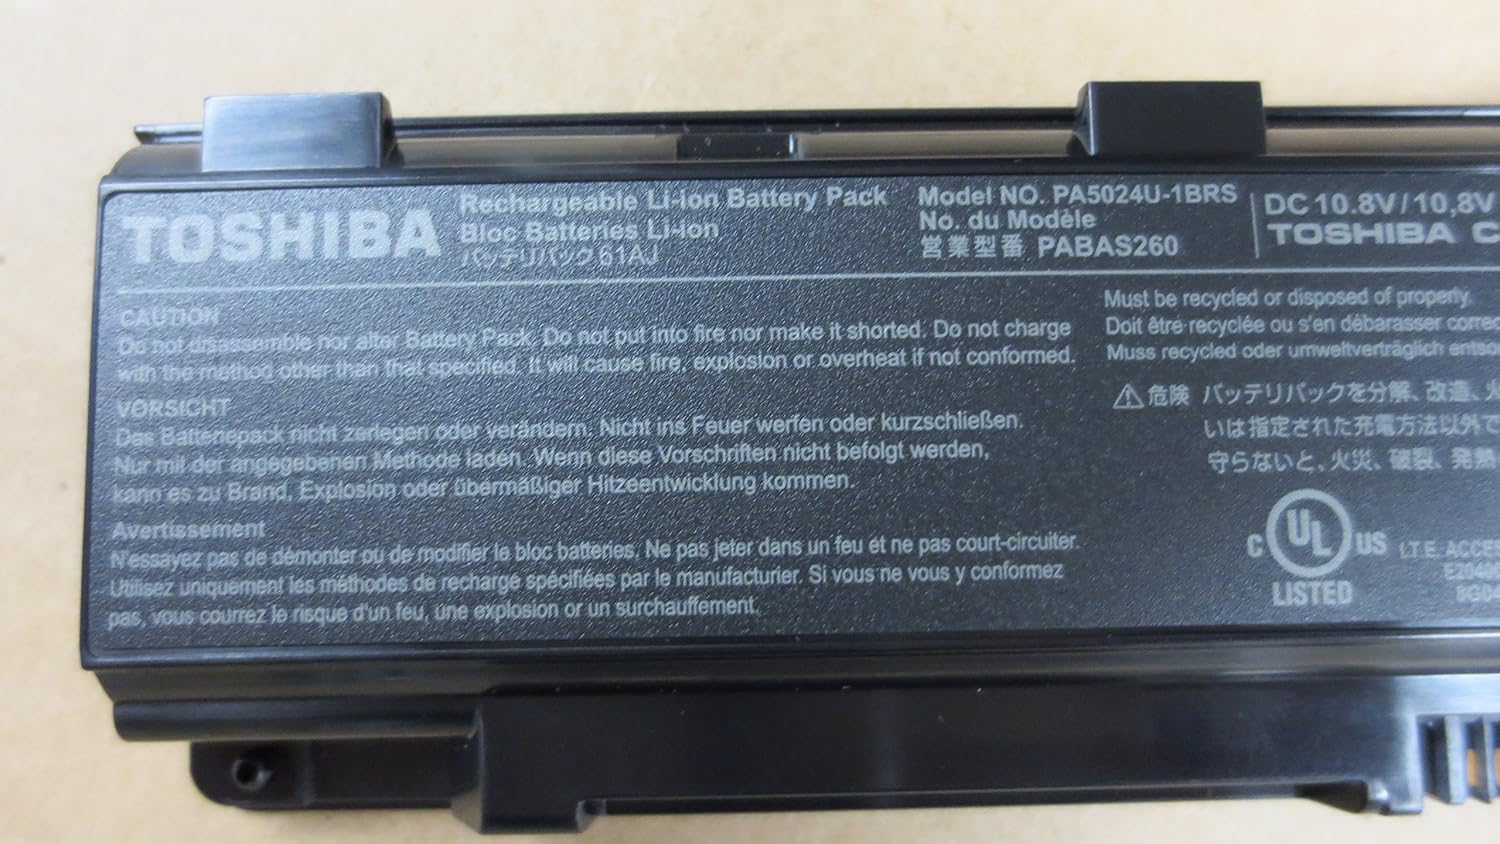 TOSHIBA
Rechargeable Li-ion Battery Pack
Bloc Batteries Li-ion
バッテリパック 61AJ
Model NO. PA5024U-1BRS
No. du Modèle
営業型番 PABAS260
DC 10.8V/10,8V
TOSHIBA
CAUTION
Do not disassemble nor alter Battery Pack. Do not put into fire nor make it shorted. Do not charge
with the method other than that specified. It will cause fire, explosion or overheat if not conformed.
VORSICHT
Das Batteriepack nicht zerlegen oder verändern. Nicht ins Feuer werfen oder kurzschließen.
Nur mit der angegebenen Methode laden. Wenn diese Vorschriften nicht befolgt werden,
kann es zu Brand, Explosion oder übermäßiger Hitzeentwicklung kommen.
Avertissement
N'essayez pas de démonter ou de modifier le bloc batteries. Ne pas jeter dans un feu et ne pas court-circuiter.
Utilisez uniquement les méthodes de recharge spécifiées par le manufacturier. Si vous ne vous y conformez
pas, vous courrez le risque d'un feu, une explosion or un surchauffement.
Must be recycled or disposed of properly.
Doit être recyclée ou s'en débarasser
Muss recycled oder umweltverträglich
危険 バッテリパックを分解、改造、火
いは指定された充電方法以外で
守らないと、火災、破裂、発熱
C UL US
LISTED
I.T.E.